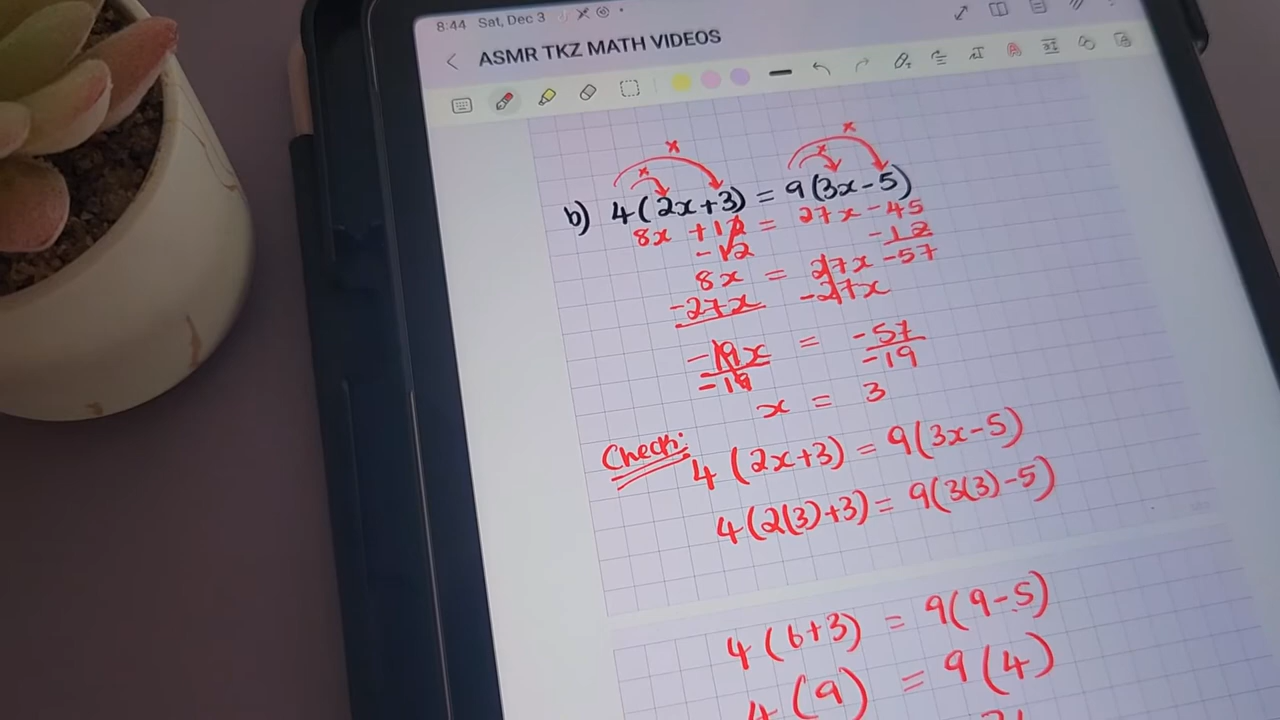 8:44 Sat, Dec 3
ASMR TKZ MATH VIDEOS
x x x x
b) 4(2x+3) = 9(3x-5)
8x +12 = 27x -45
-12 -12
8x = 27x -57
-27x -27x
-19x = -57
-19 -19
x = 3
Check:
4(2x+3) = 9(3x-5)
4(2(3)+3) = 9(3(3)-5)
4(6+3) = 9(9-5)
4(9) = 9(4)